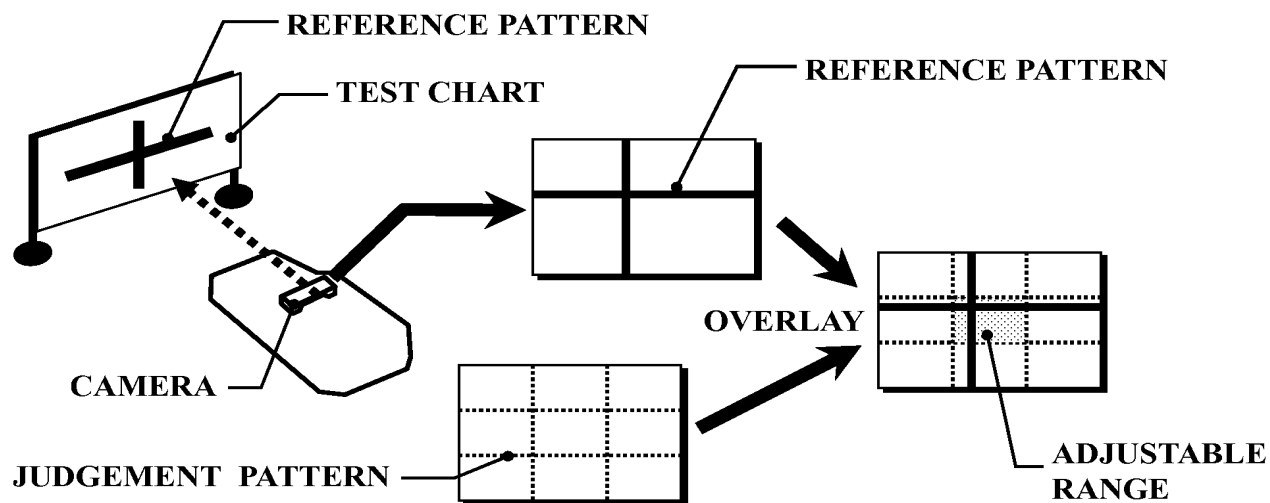 REFERENCE PATTERN
TEST CHART
REFERENCE PATTERN
OVERLAY
CAMERA
JUDGEMENT PATTERN
ADJUSTABLE
RANGE